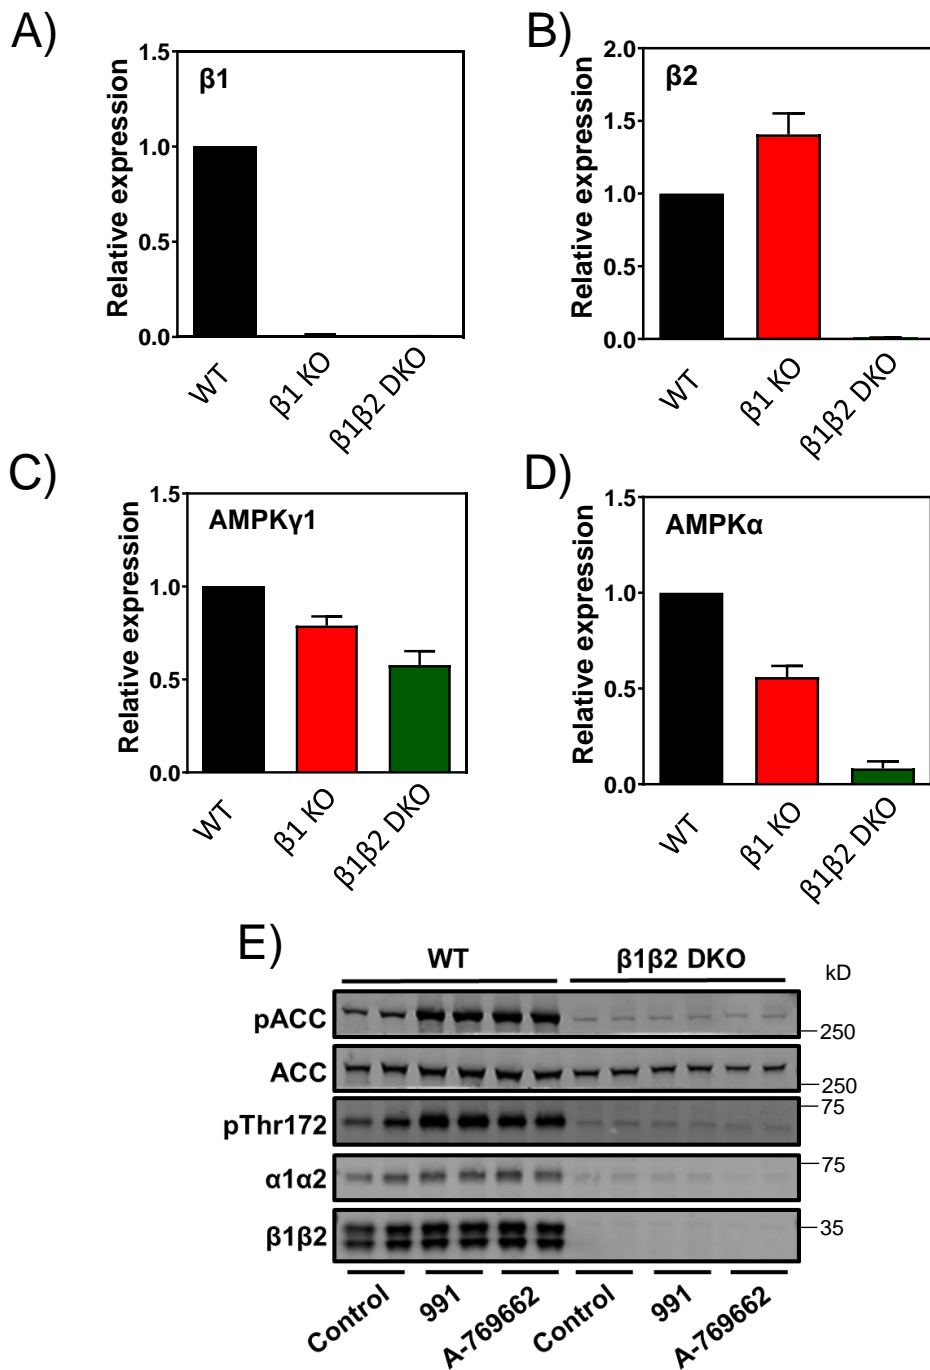 A)
Relative expression
1.5
1.0
0.5
0.0
β1
WT
β1 KO
β1β2 DKO
B)
Relative expression
2.0
1.5
1.0
0.5
0.0
β2
WT
β1 KO
β1β2 DKO
C)
Relative expression
1.5
1.0
0.5
0.0
AMPKγ1
WT
β1 KO
β1β2 DKO
D)
Relative expression
1.5
1.0
0.5
0.0
AMPKα
WT
β1 KO
β1β2 DKO
E)
WT
β1β2 DKO
kD
pACC
250
ACC
250
pThr172
75
α1α2
75
β1β2
35
Control
991
A-769662
Control
991
A-769662